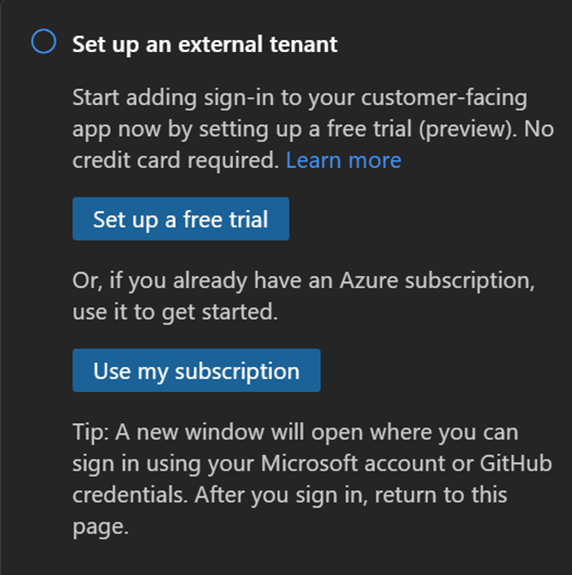 Set up an external tenant
Start adding sign-in to your customer-facing
app now by setting up a free trial (preview). No
credit card required. Learn more
Set up a free trial
Or, if you already have an Azure subscription,
use it to get started.
Use my subscription
Tip: A new window will open where you can
sign in using your Microsoft account or GitHub
credentials. After you sign in, return to this
page.